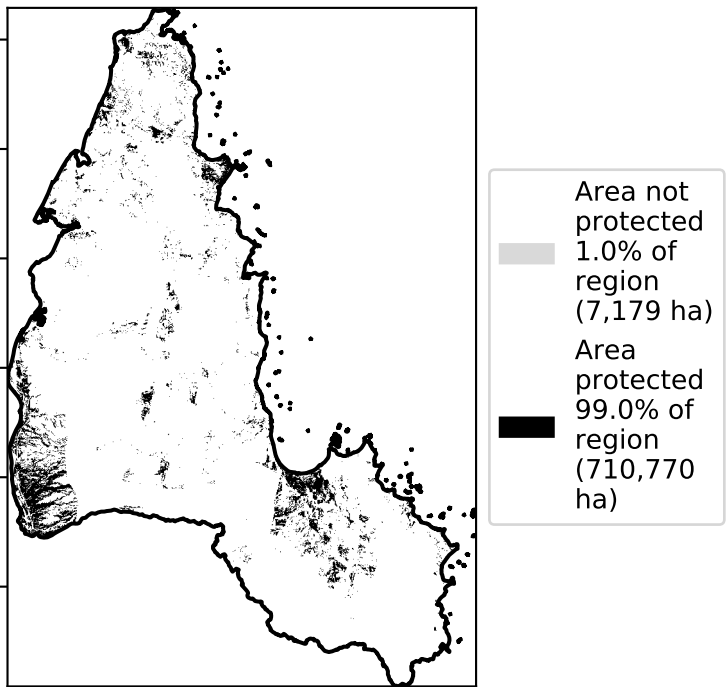 Area not
protected
1.0% of
region
(7,179 ha)
Area
protected
99.0% of
region
(710,770
ha)